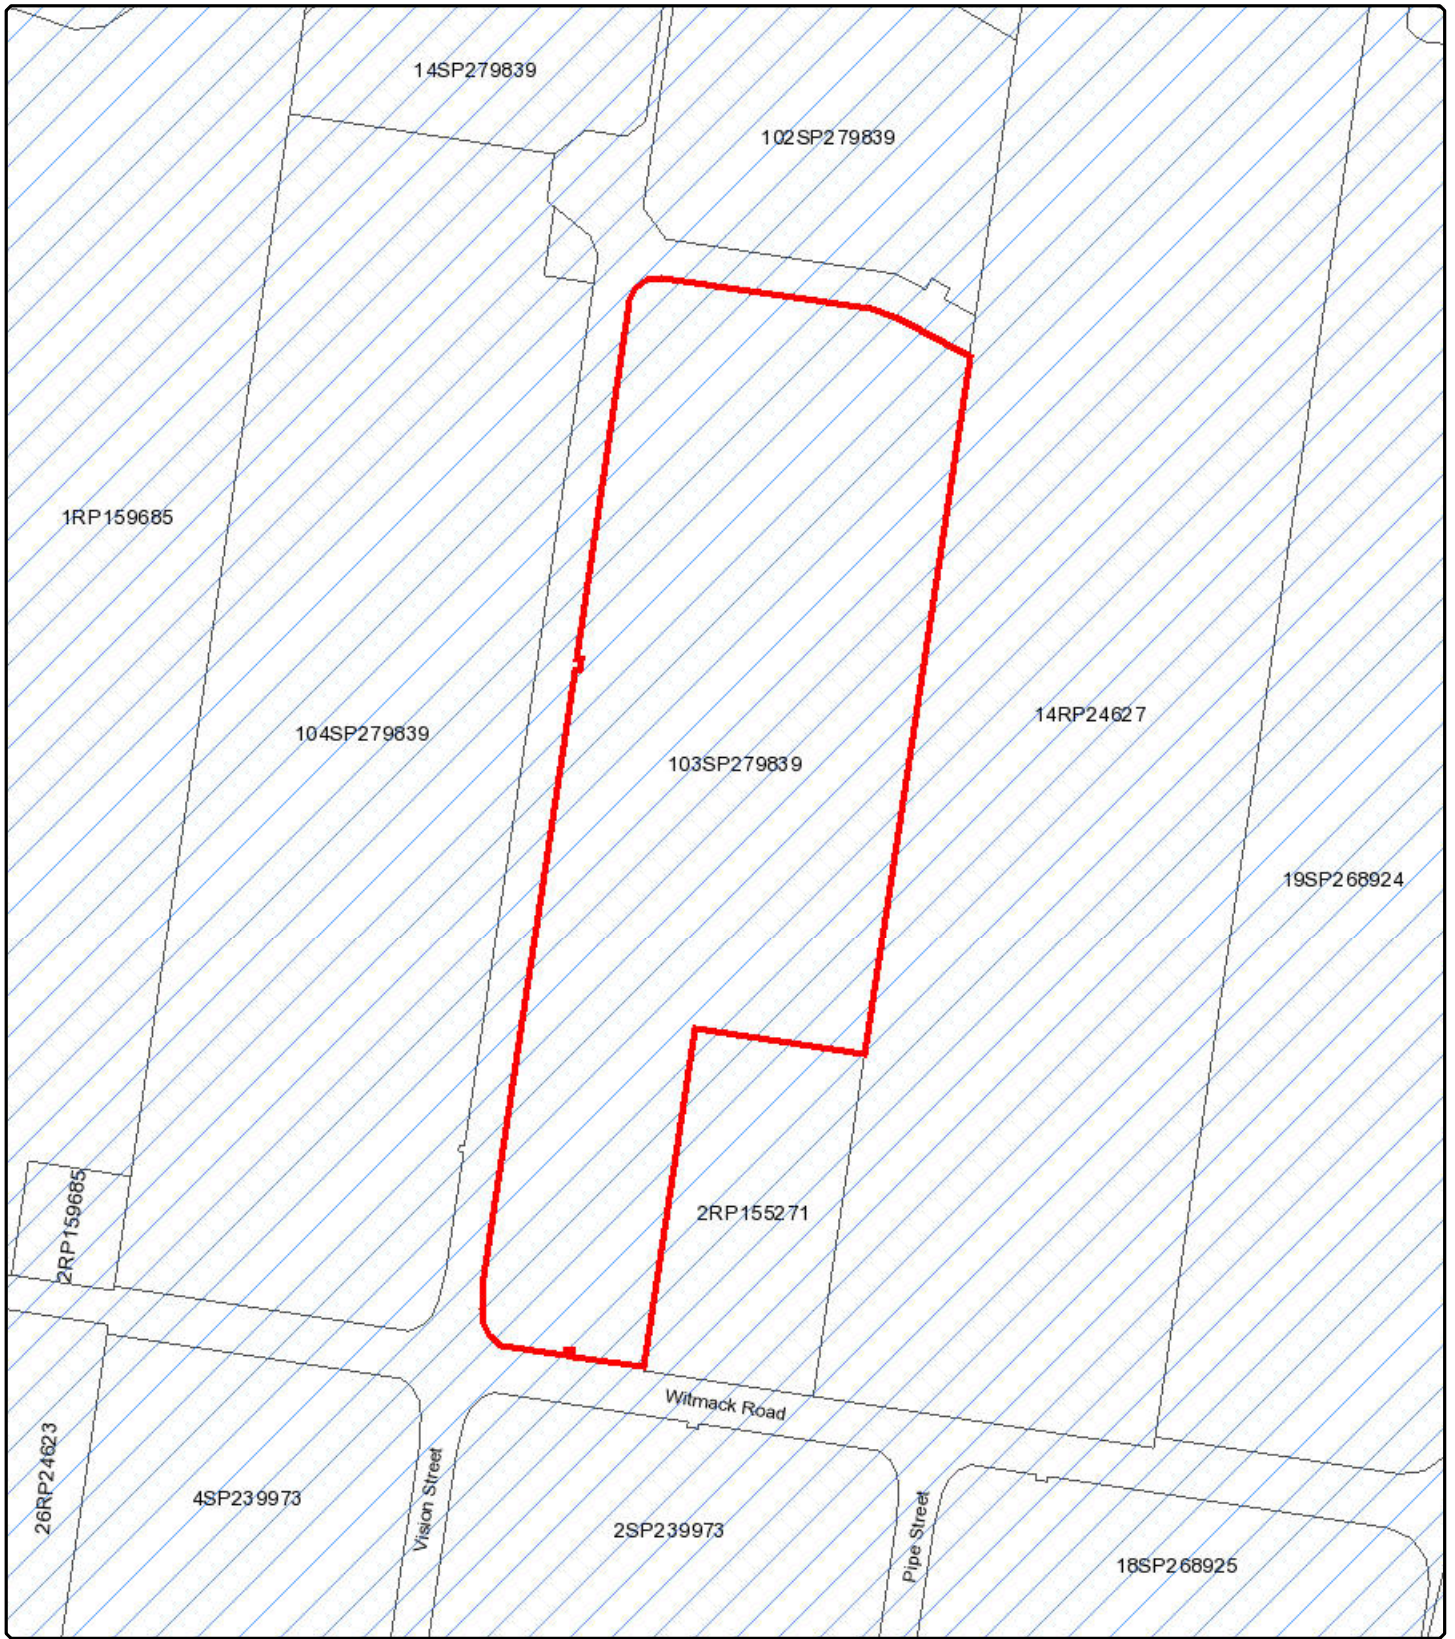 14SP279839
102SP279839
1RP159685
14RP24627
104SP279839
103SP279839
19SP268924
2RP159685
2RP155271
Witmack Road
26RP24623
4SP239973
Vision Street
2SP239973
Pipe Street
18SP268925